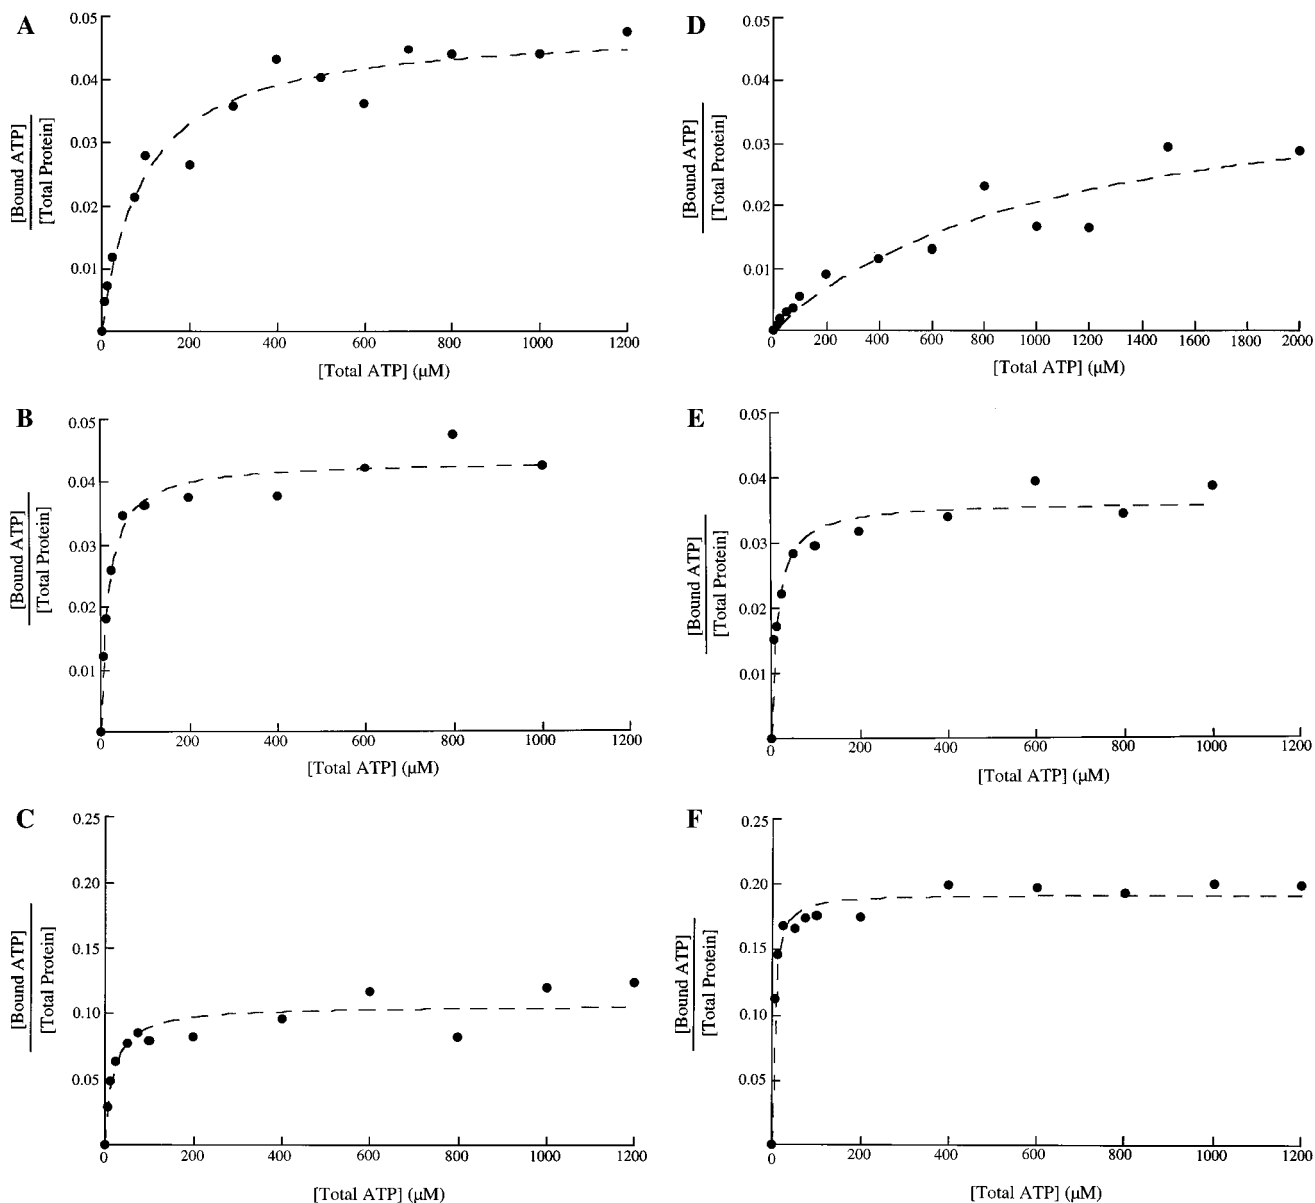 A
0.05
0.04
0.03
0.02
0.01
[Bound ATP]
[Total Protein]
0 200 400 600 800 1000 1200
[Total ATP] (μM)
B
0.05
0.04
0.03
0.02
0.01
[Bound ATP]
[Total Protein]
0 200 400 600 800 1000 1200
[Total ATP] (μM)
C
0.25
0.20
0.15
0.10
0.05
[Bound ATP]
[Total Protein]
0 200 400 600 800 1000 1200
[Total ATP] (μM)
D
0.05
0.04
0.03
0.02
0.01
[Bound ATP]
[Total Protein]
0 200 400 600 800 1000 1200 1400 1600 1800 2000
[Total ATP] (μM)
E
0.05
0.04
0.03
0.02
0.01
[Bound ATP]
[Total Protein]
0 200 400 600 800 1000 1200
[Total ATP] (μM)
F
0.25
0.20
0.15
0.10
0.05
[Bound ATP]
[Total Protein]
0 200 400 600 800 1000 1200
[Total ATP] (μM)